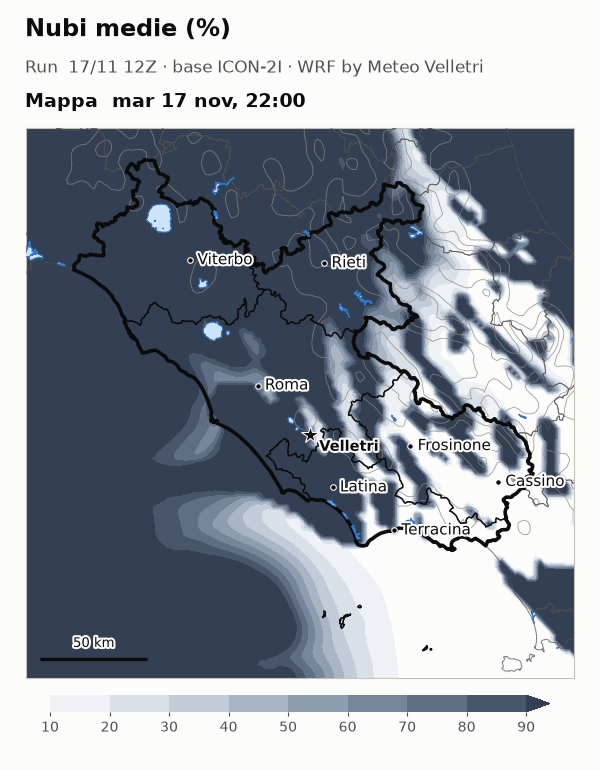 Nubi medie (%)
Run 17/11 12Z · base ICON-2I · WRF by Meteo Velletri
Mappa mar 17 nov, 22:00
Viterbo
Rieti
Roma
Velletri
Frosinone
Latina
Cassino
Terracina
50 km
10 20 30 40 50 60 70 80 90